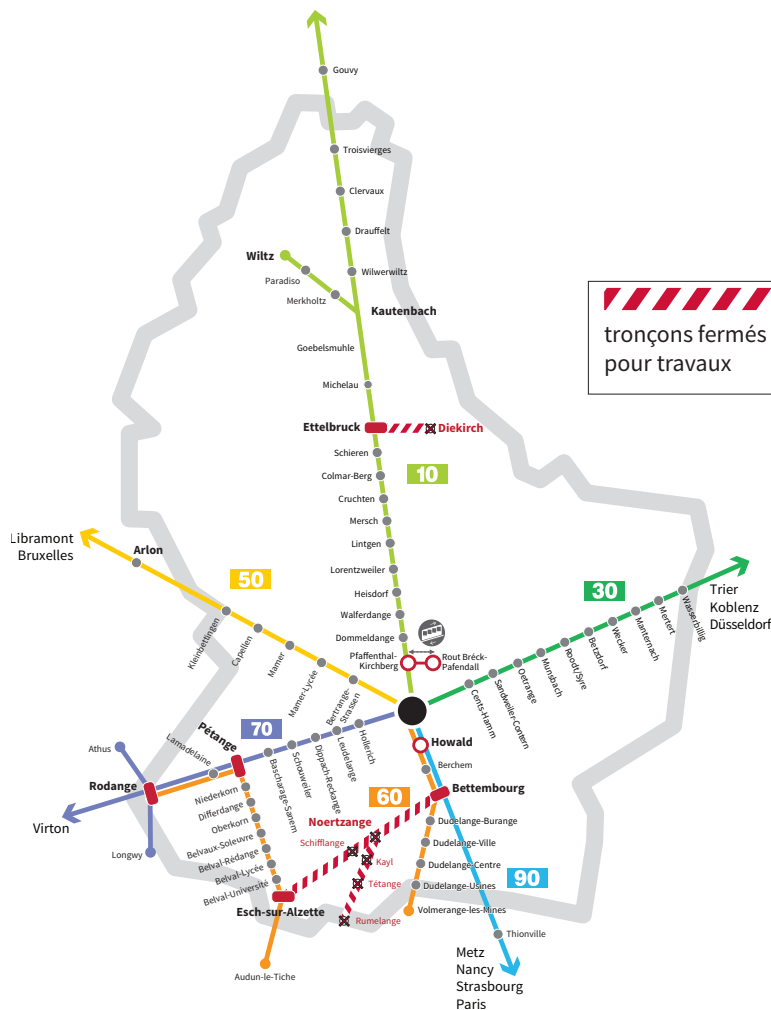 Gouvy
Troisvierges
Clervaux
Drauffelt
Wiltz
Paradiso
Wilwerwiltz
Merkholtz
Kautenbach
tronçons fermés
pour travaux
Goebelsmuhle
Michelau
Ettelbruck
Diekirch
Schieren
10
Colmar-Berg
Cruchten
Mersch
Libramont
Bruxelles
Arlon
Lintgen
50
Lorentzweiler
30
Trier
Koblenz
Düsseldorf
Heisdorf
Walferdange
Dommeldange
Pfaffenthal-
Kirchberg
Rout Bréck-
Pafendall
Kleinbettingen
Capellen
Mamer
Mamer-Lycée
Bertrange-
Strassen
Cents-Hamm
Sandweiler-Contern
Oetrange
Munsbach
Roodt/Syre
Betzdorf
Wecker
Manternach
Mertert
Wasserbillig
70
Athus
Lamadelaine
Pétange
Rodange
Virton
Longwy
Bascharage-Sanem
Schouweiler
Dippach-Reckange
Leudelange
Hollerich
Howald
Berchem
60
Bettembourg
Niederkorn
Differdange
Oberkorn
Belvaux-Soleuvre
Belval-Rédange
Belval-Lycée
Belval-Université
Esch-sur-Alzette
Audun-le-Tiche
Noertzange
Schifflange
Kayl
Tétange
Rumelange
Dudelange-Burange
Dudelange-Ville
Dudelange-Centre
Dudelange-Usines
Volmerange-les-Mines
90
Thionville
Metz
Nancy
Strasbourg
Paris